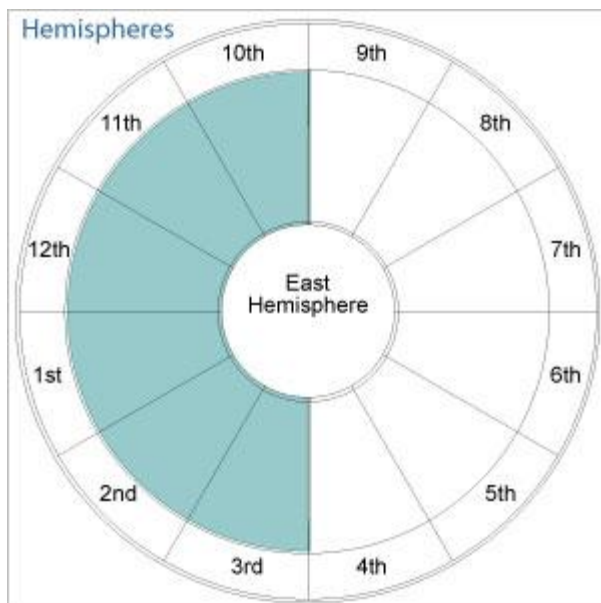 Hemispheres
10th
9th
11th
8th
12th
7th
East
Hemisphere
1st
6th
2nd
5th
3rd
4th